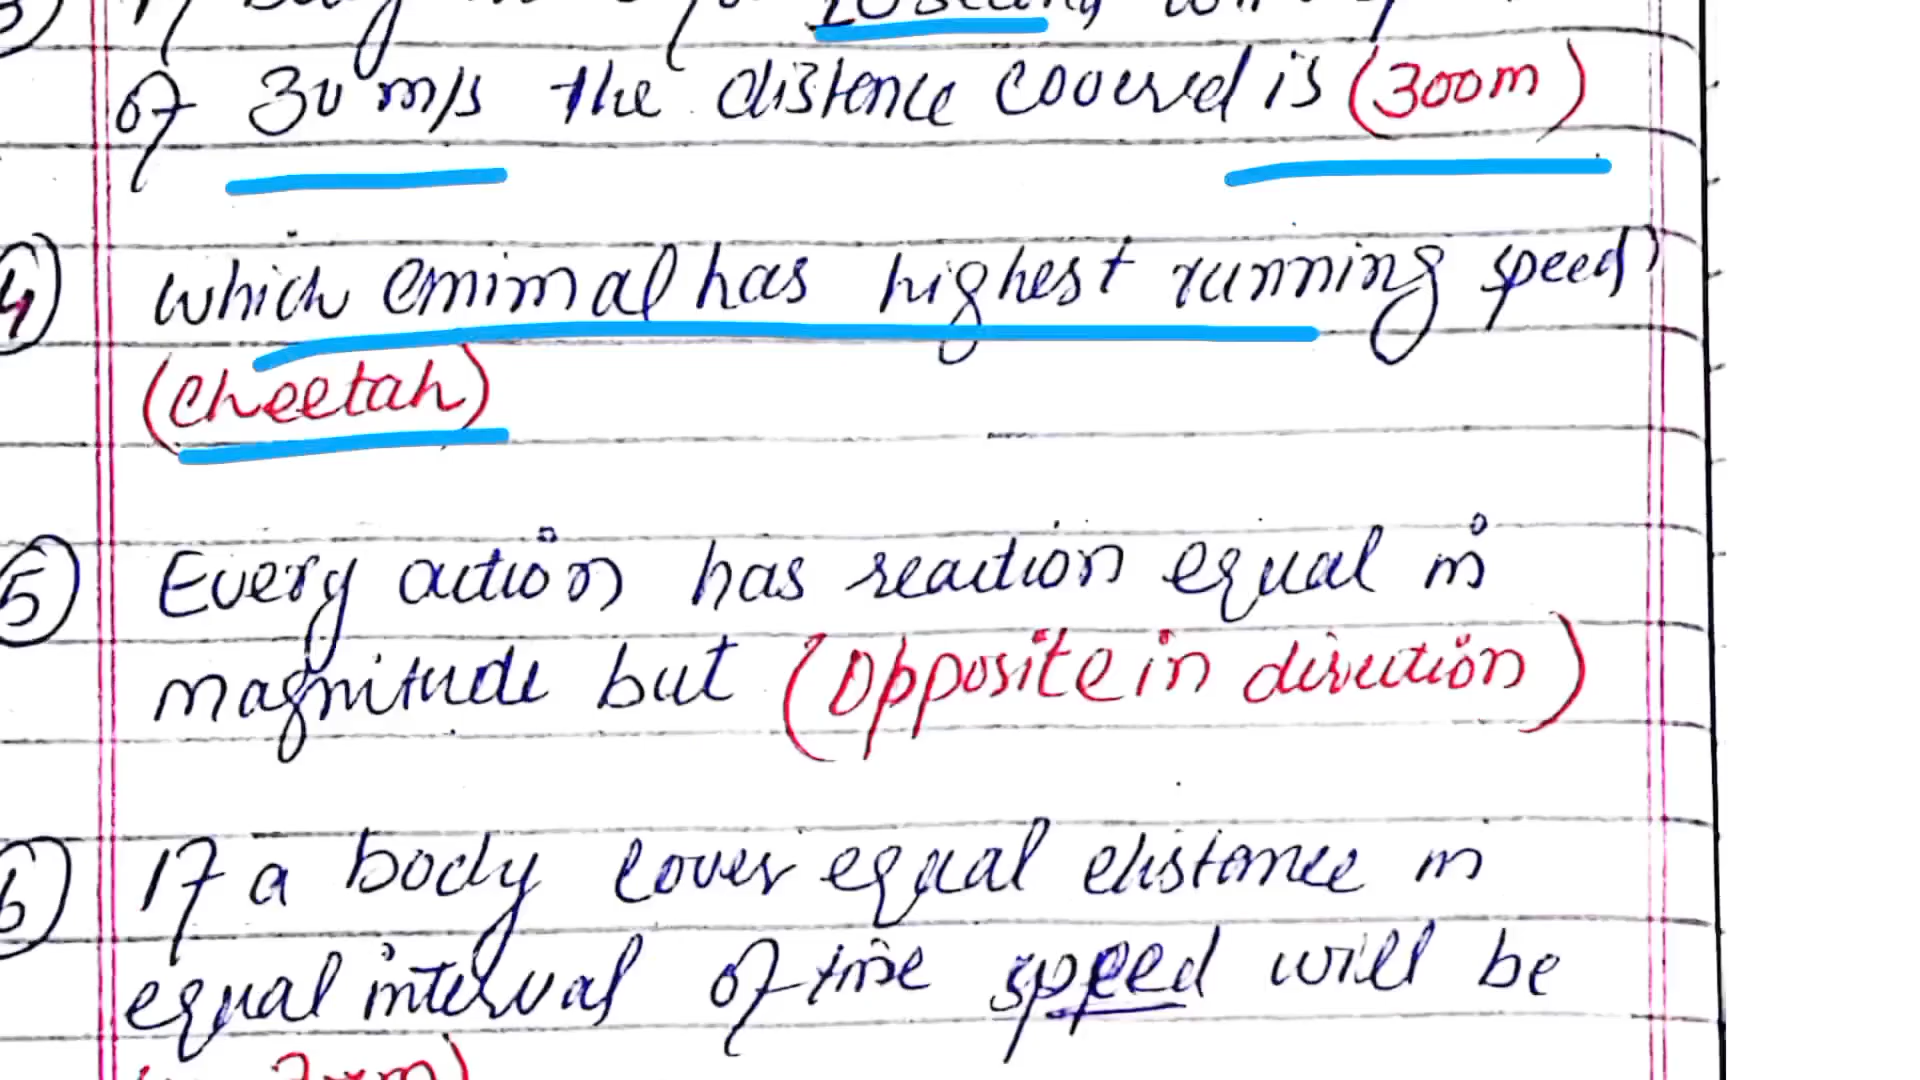 of 30 m/s the distence covered is (300m)
4) which enimal has highest running speed?
(cheetah)
5) Every action has reaction equal in
magnitude but (opposite in direction)
6) If a body cover equal distance in
equal interval of time speed will be